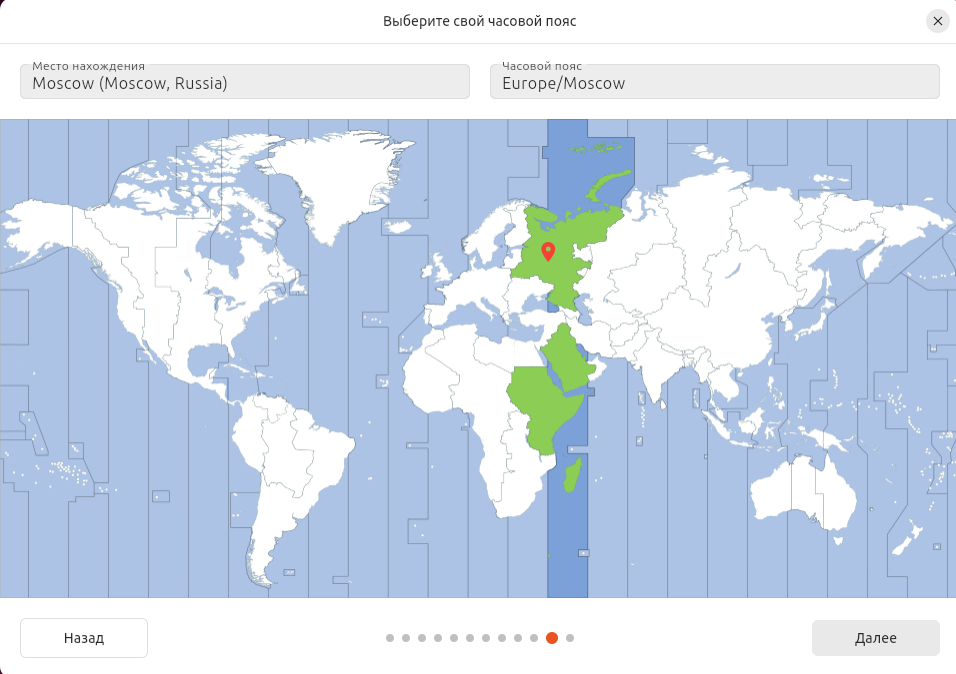 Выберите свой часовой пояс
Место нахождения
Moscow (Moscow, Russia)
Часовой пояс
Europe/Moscow
Назад
Далее